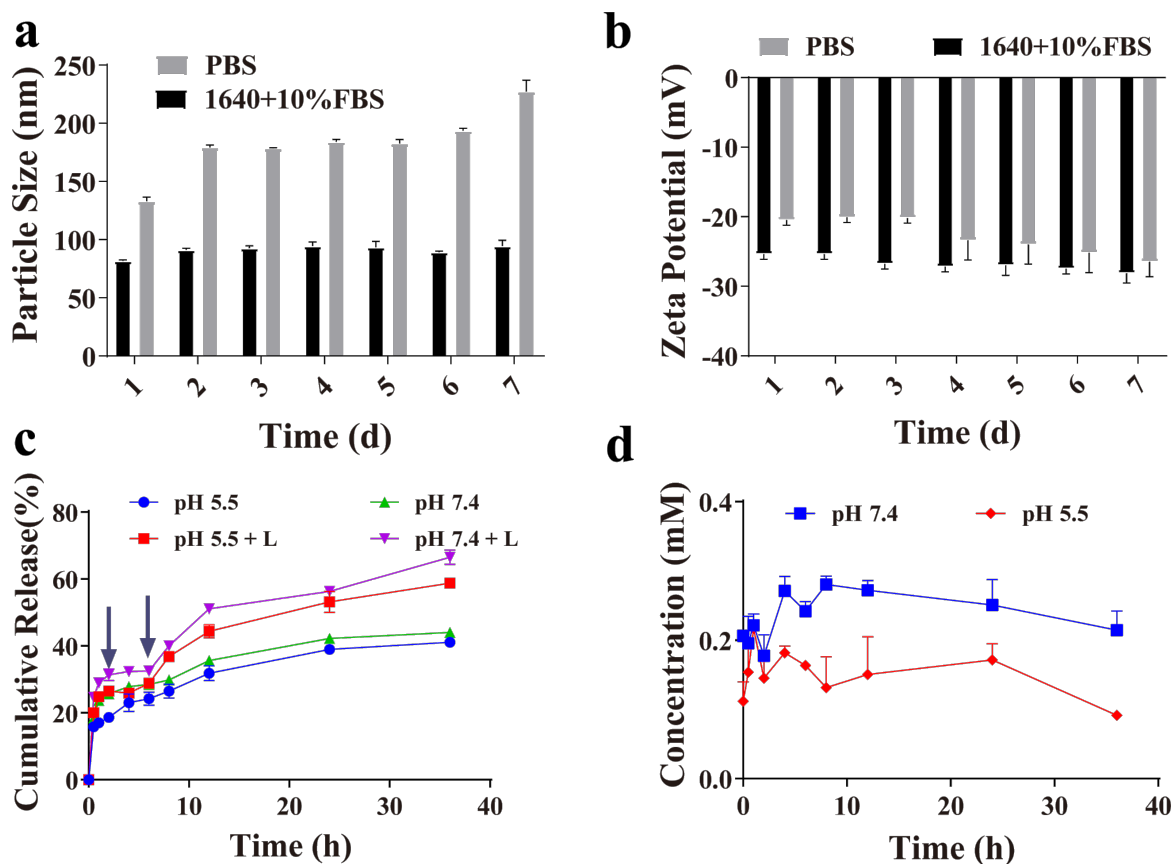 a
PBS
1640+10%FBS
Particle Size (nm)
250
200
150
100
50
0
1 2 3 4 5 6 7
Time (d)
b
PBS 1640+10%FBS
Zeta Potential (mV)
0
-10
-20
-30
-40
1 2 3 4 5 6 7
Time (d)
c
pH 5.5 pH 7.4
pH 5.5 + L pH 7.4 + L
Cumulative Release(%)
80
60
40
20
0
0 10 20 30 40
Time (h)
d
pH 7.4 pH 5.5
Concentration (mM)
0.4
0.2
0.0
0 10 20 30 40
Time (h)